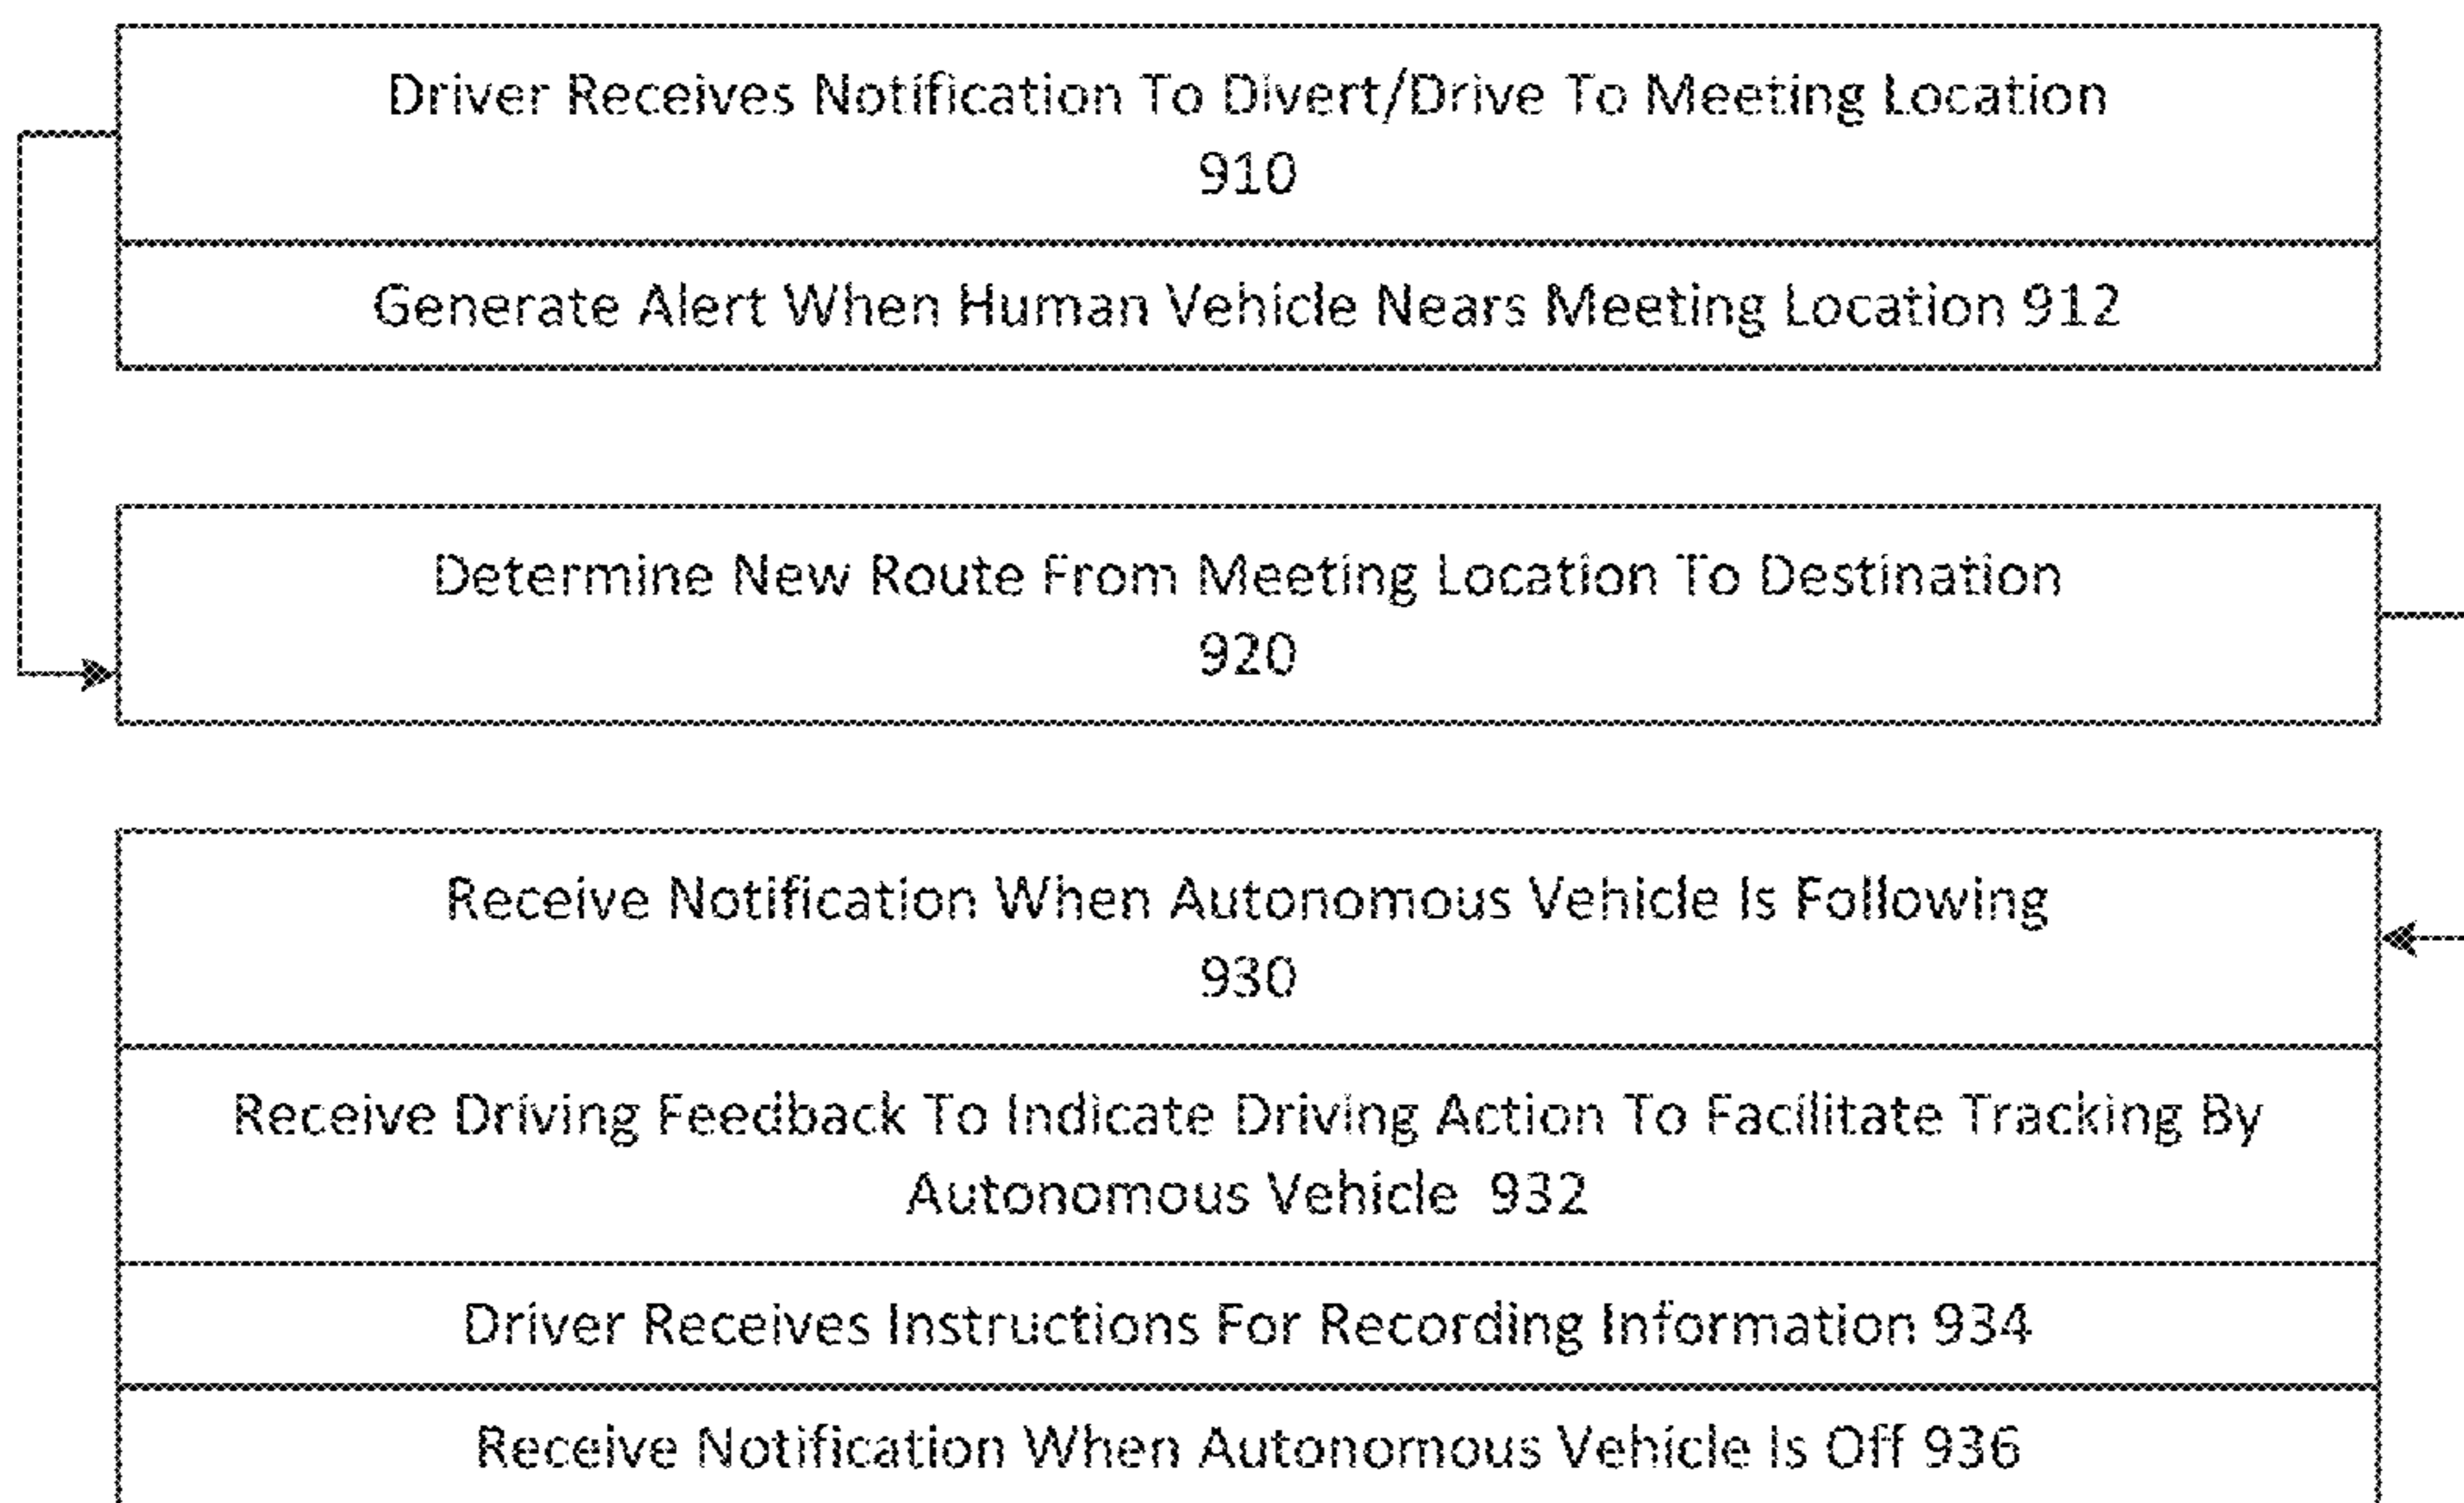 Driver Receives Notification To Divert/Drive To Meeting Location
910
Generate Alert When Human Vehicle Nears Meeting Location 912
Determine New Route From Meeting Location To Destination
920
Receive Notification When Autonomous Vehicle Is Following
930
Receive Driving Feedback To Indicate Driving Action To Facilitate Tracking By
Autonomous Vehicle 932
Driver Receives Instructions For Recording Information 934
Receive Notification When Autonomous Vehicle Is Off 936